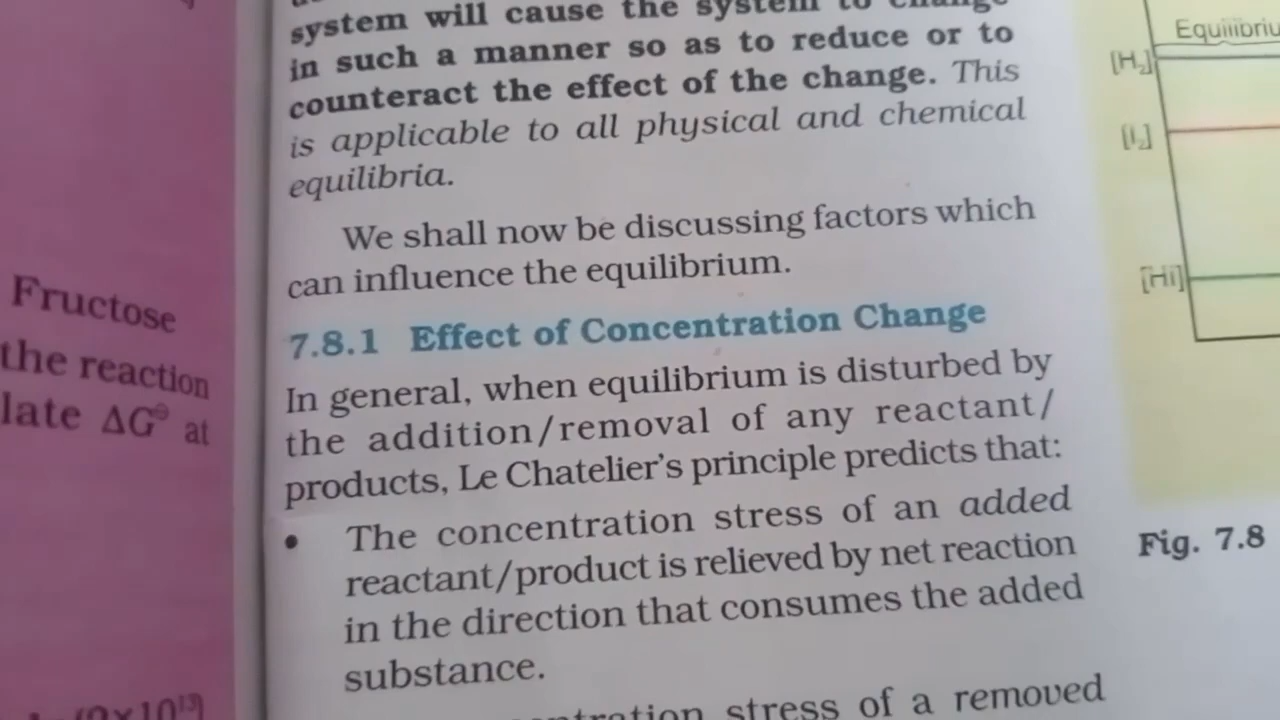 Fructose
the reaction
late ΔG⊖ at
system will cause the system to change
in such a manner so as to reduce or to
counteract the effect of the change. This
is applicable to all physical and chemical
equilibria.
We shall now be discussing factors which
can influence the equilibrium.
7.8.1 Effect of Concentration Change
In general, when equilibrium is disturbed by
the addition/removal of any reactant/
products, Le Chatelier's principle predicts that:
• The concentration stress of an added
reactant/product is relieved by net reaction
in the direction that consumes the added
substance.
stress of a removed
[H₂]
[I₂]
[HI]
Fig. 7.8